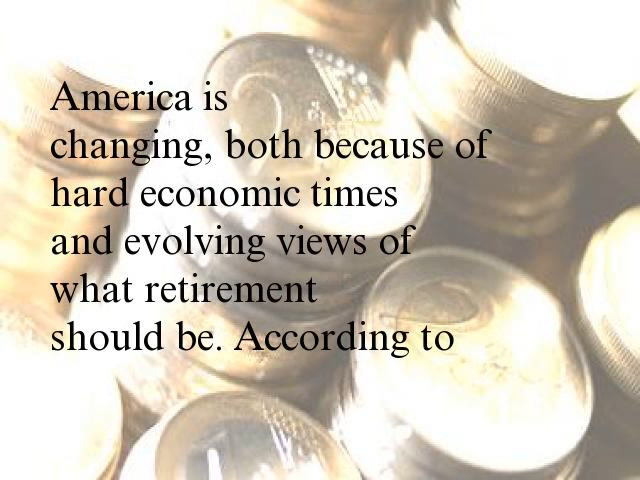 America is
changing, both because of
hard economic times
and evolving views of
what retirement
should be. According to